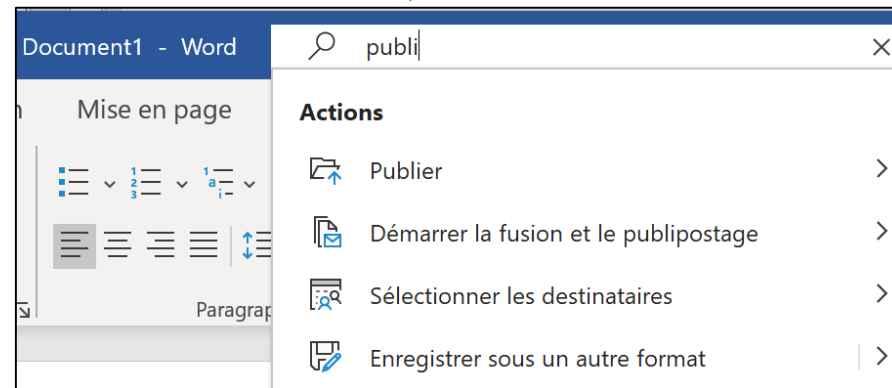 Document1 - Word
publi
Mise en page
Actions
Publier
Démarrer la fusion et le publipostage
Sélectionner les destinataires
Paragrap
Enregistrer sous un autre format